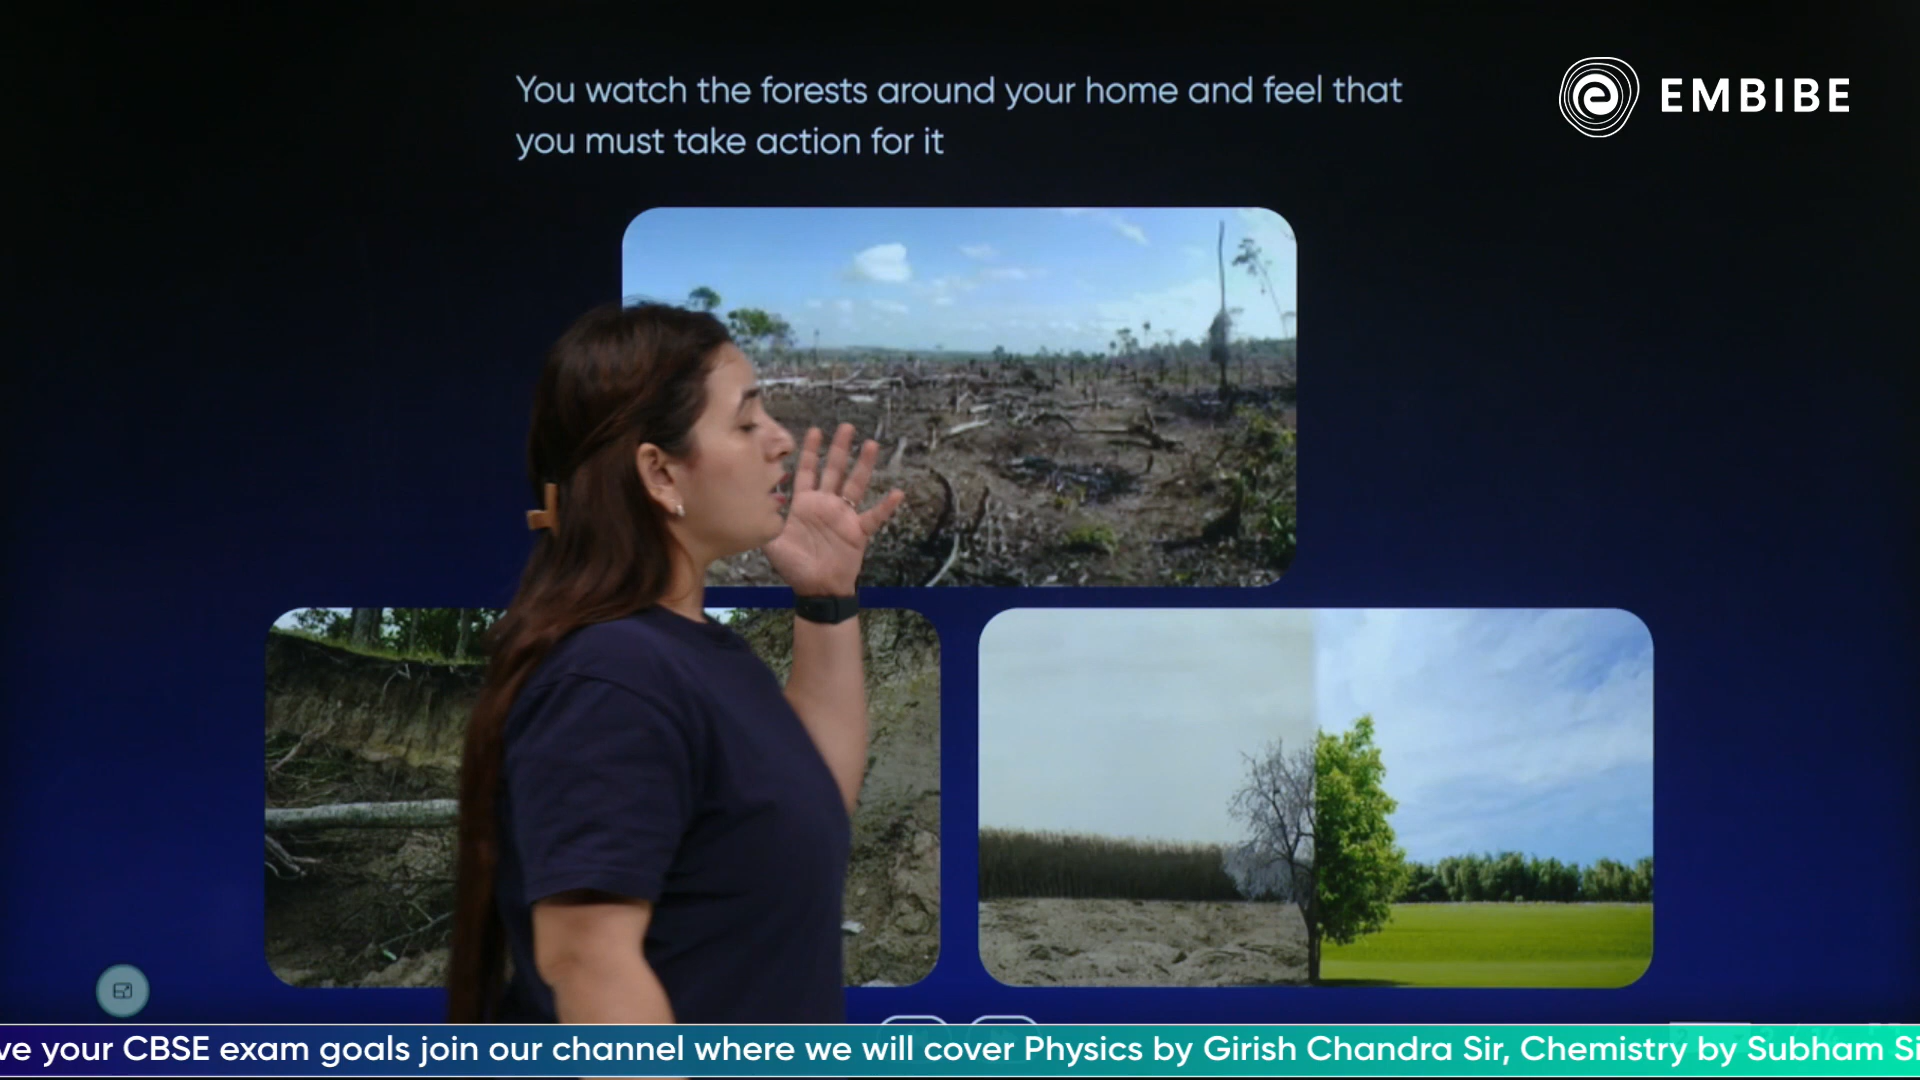 You watch the forests around your home and feel that
you must take action for it
EMBIBE
ve your CBSE exam goals join our channel where we will cover Physics by Girish Chandra Sir, Chemistry by Subham Si